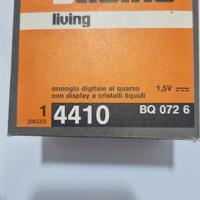 living
orologio digitale al quarzo
con display a cristalli liquidi
1,5V ⎓
1
pezzo
4410
BQ 072 6